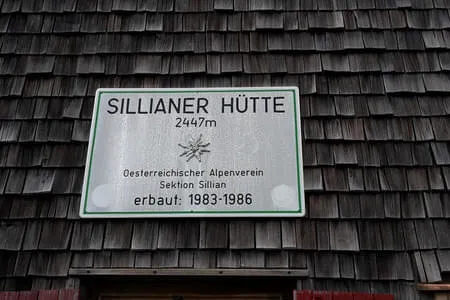 SILLIANER HÜTTE
2447m
Oesterreichischer Alpenverein
Sektion Sillian
erbaut: 1983-1986